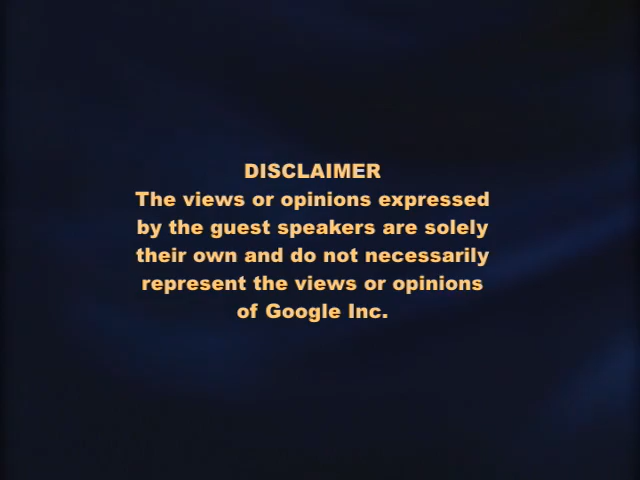 DISCLAIMER
The views or opinions expressed
by the guest speakers are solely
their own and do not necessarily
represent the views or opinions
of Google Inc.